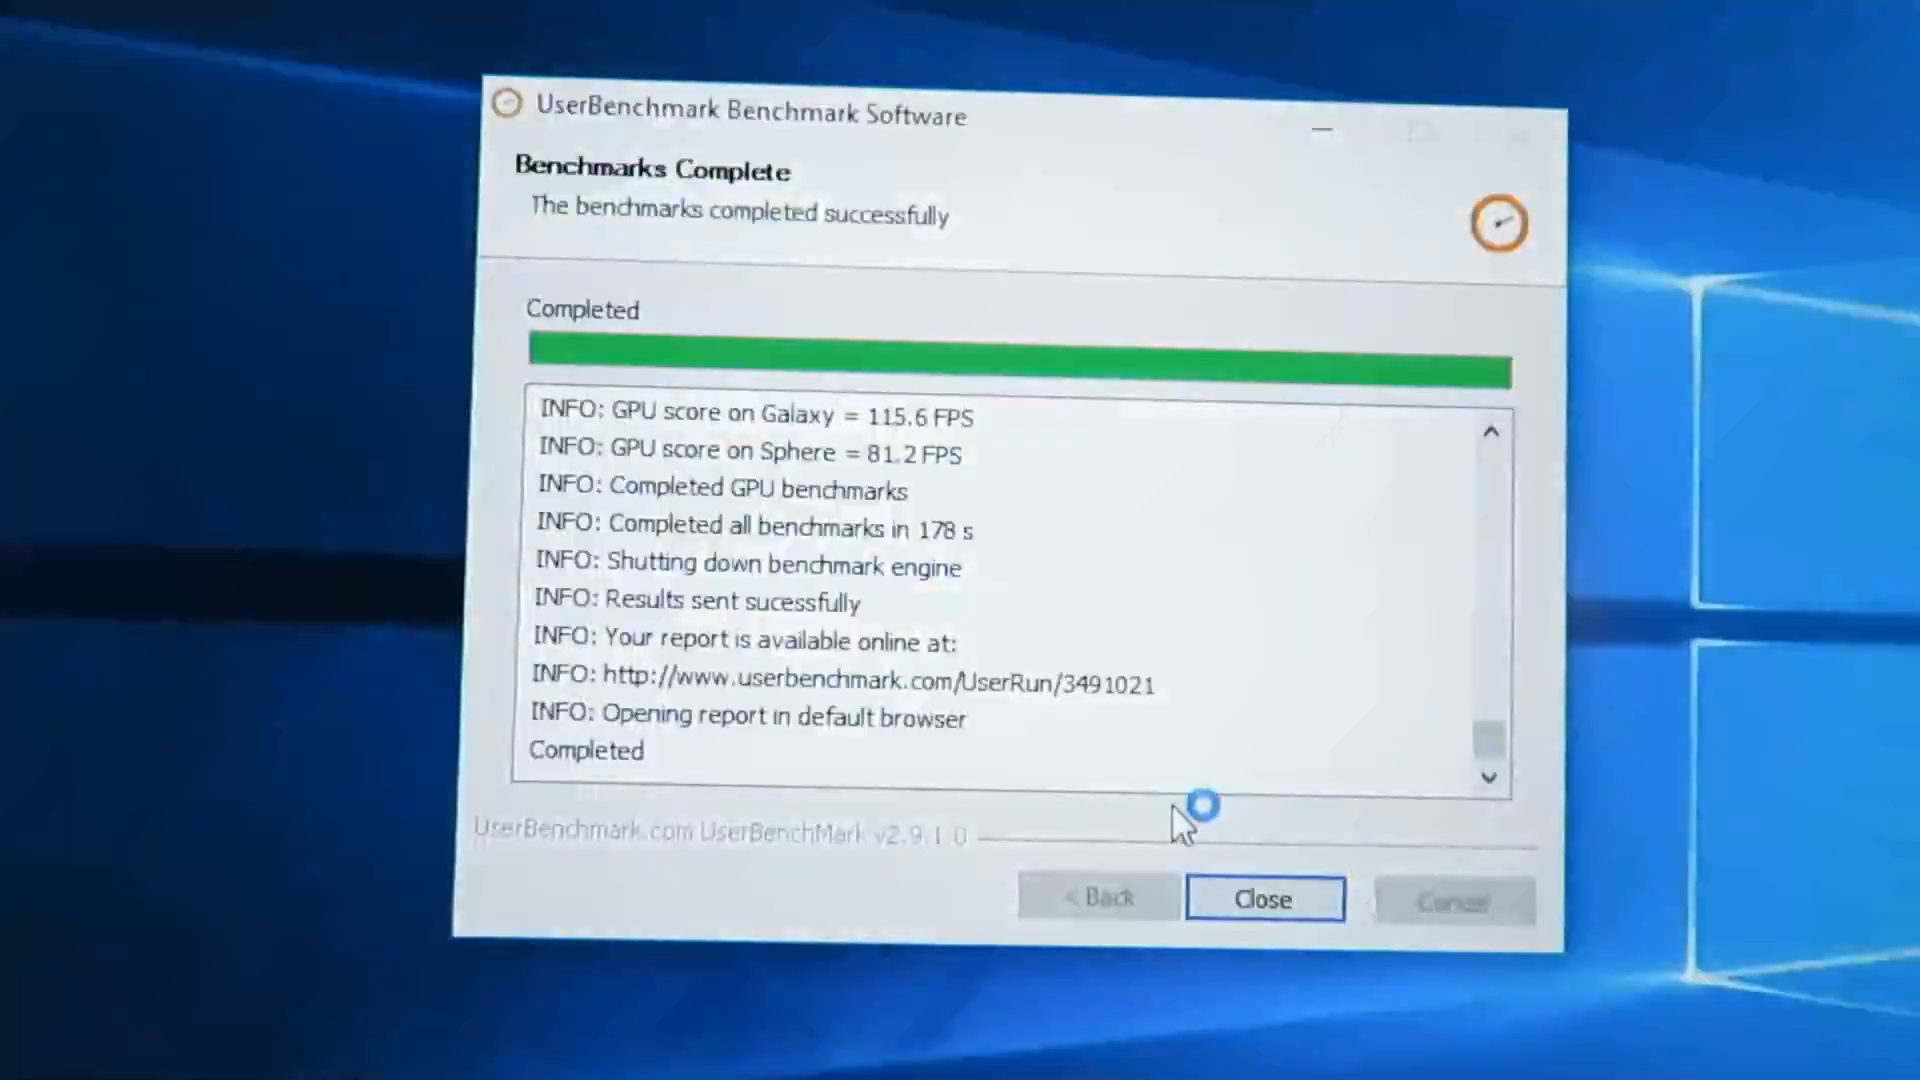 UserBenchmark Benchmark Software
Benchmarks Complete
The benchmarks completed successfully
Completed
INFO: GPU score on Galaxy = 115.6 FPS
INFO: GPU score on Sphere = 81.2 FPS
INFO: Completed GPU benchmarks
INFO: Completed all benchmarks in 178 s
INFO: Shutting down benchmark engine
INFO: Results sent sucessfully
INFO: Your report is available online at:
INFO: http://www.userbenchmark.com/UserRun/3491021
INFO: Opening report in default browser
Completed
UserBenchmark.com UserBenchMark v2.9.1.0
< Back
Close
Cancel